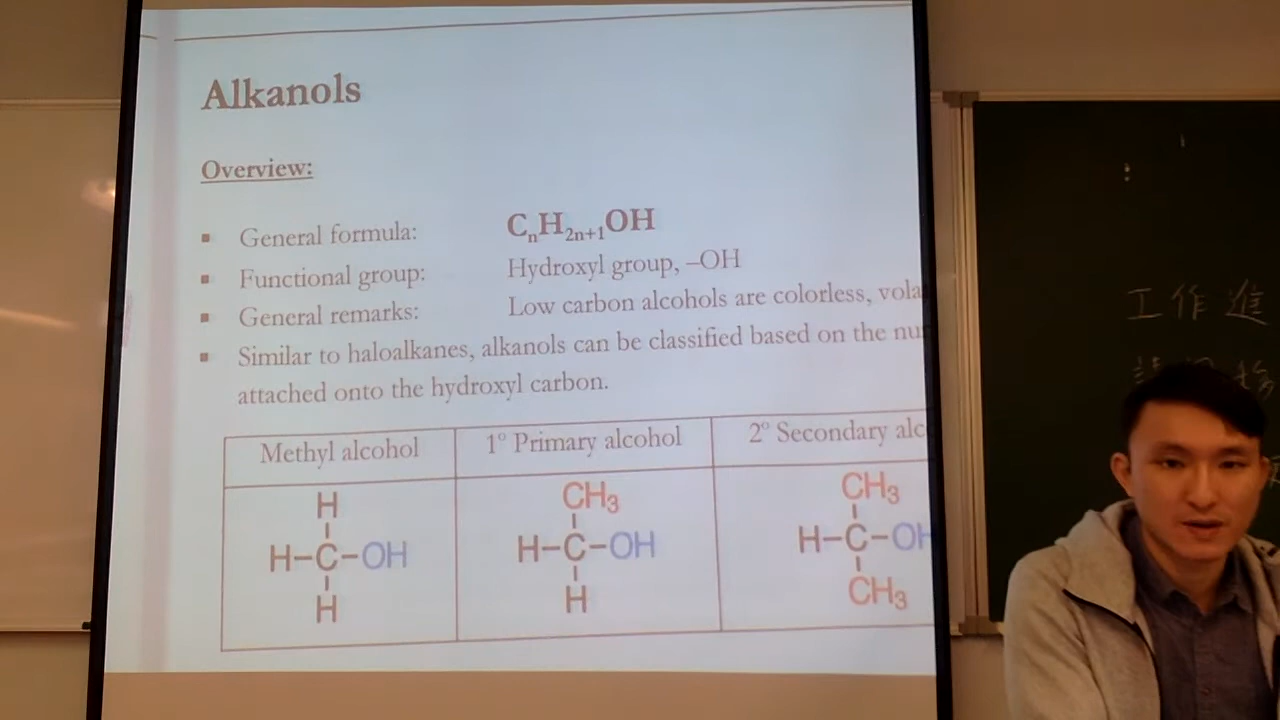 Alkanols
Overview:
▪ General formula: CₙH₂ₙ₊₁OH
▪ Functional group: Hydroxyl group, –OH
▪ General remarks: Low carbon alcohols are colorless, vola
▪ Similar to haloalkanes, alkanols can be classified based on the nu
attached onto the hydroxyl carbon.
Methyl alcohol 1° Primary alcohol 2° Secondary alc
H CH₃ CH₃
H–C–OH H–C–OH H–C–OH
H H CH₃
工作進